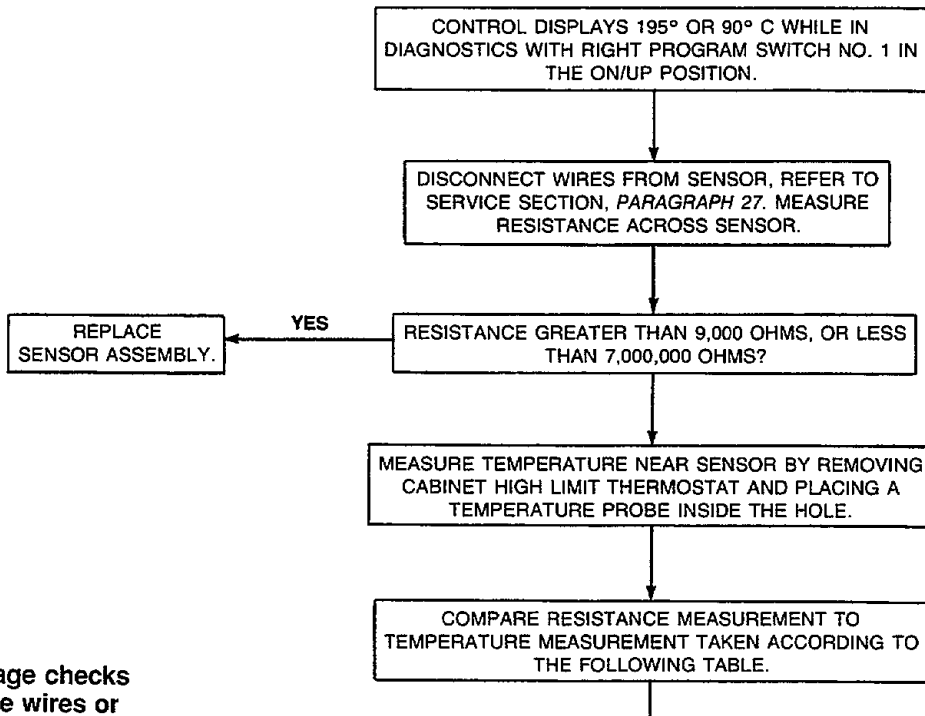 CONTROL DISPLAYS 195° OR 90° C WHILE IN
DIAGNOSTICS WITH RIGHT PROGRAM SWITCH NO. 1 IN
THE ON/UP POSITION.
DISCONNECT WIRES FROM SENSOR, REFER TO
SERVICE SECTION, PARAGRAPH 27. MEASURE
RESISTANCE ACROSS SENSOR.
REPLACE
SENSOR ASSEMBLY.
YES
RESISTANCE GREATER THAN 9,000 OHMS, OR LESS
THAN 7,000,000 OHMS?
MEASURE TEMPERATURE NEAR SENSOR BY REMOVING
CABINET HIGH LIMIT THERMOSTAT AND PLACING A
TEMPERATURE PROBE INSIDE THE HOLE.
COMPARE RESISTANCE MEASUREMENT TO
TEMPERATURE MEASUREMENT TAKEN ACCORDING TO
THE FOLLOWING TABLE.
age checks
e wires or